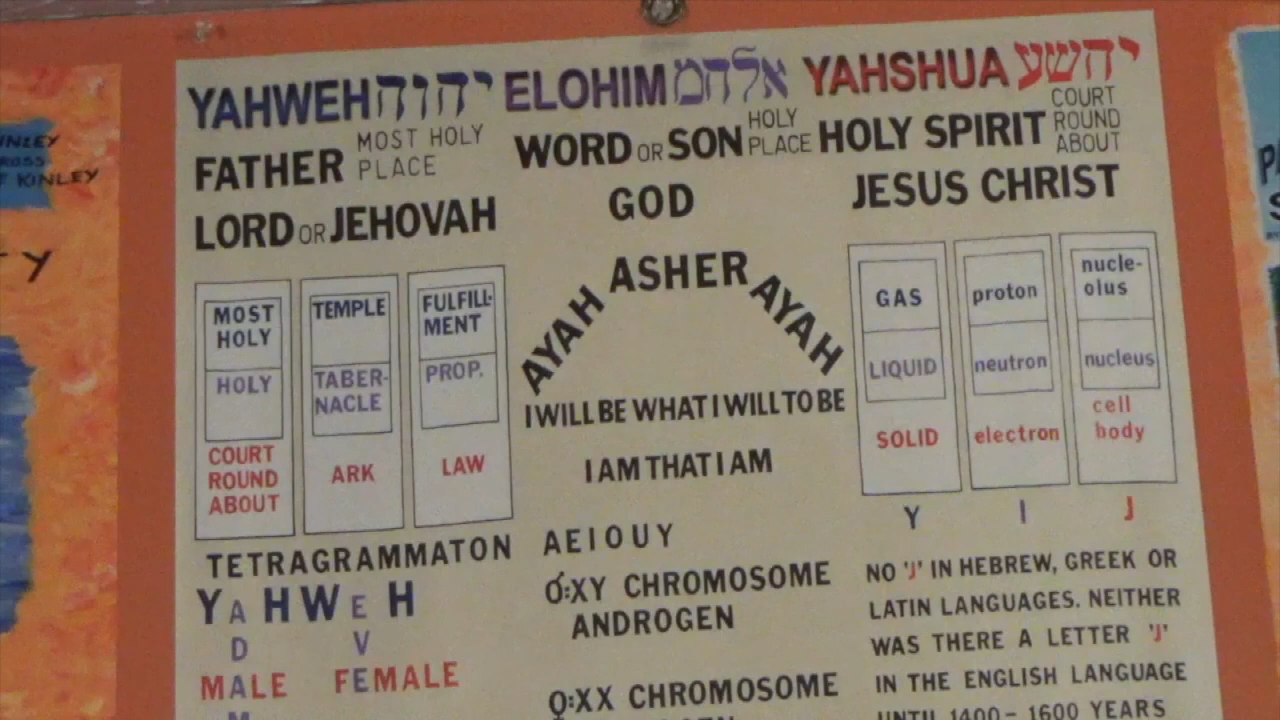 YAHWEH יהוה ELOHIM אלהמ YAHSHUA יהשע
FATHER MOST HOLY PLACE WORD OR SON HOLY PLACE HOLY SPIRIT COURT ROUND ABOUT
LORD OR JEHOVAH GOD JESUS CHRIST
MOST HOLY
HOLY
COURT ROUND ABOUT
TEMPLE
TABER-
NACLE
ARK
FULFILL-
MENT
PROP.
LAW
AYAH ASHER AYAH
I WILL BE WHAT I WILL TO BE
I AM THAT I AM
GAS
LIQUID
SOLID
proton
neutron
electron
nucle-
olus
nucleus
cell
body
Y I J
TETRAGRAMMATON
YAHWEH
D V
MALE FEMALE
M
A E I O U Y
♂:XY CHROMOSOME
ANDROGEN
♀:XX CHROMOSOME
NO 'J' IN HEBREW, GREEK OR
LATIN LANGUAGES. NEITHER
WAS THERE A LETTER 'J'
IN THE ENGLISH LANGUAGE
UNTIL 1400 - 1600 YEARS
KINLEY